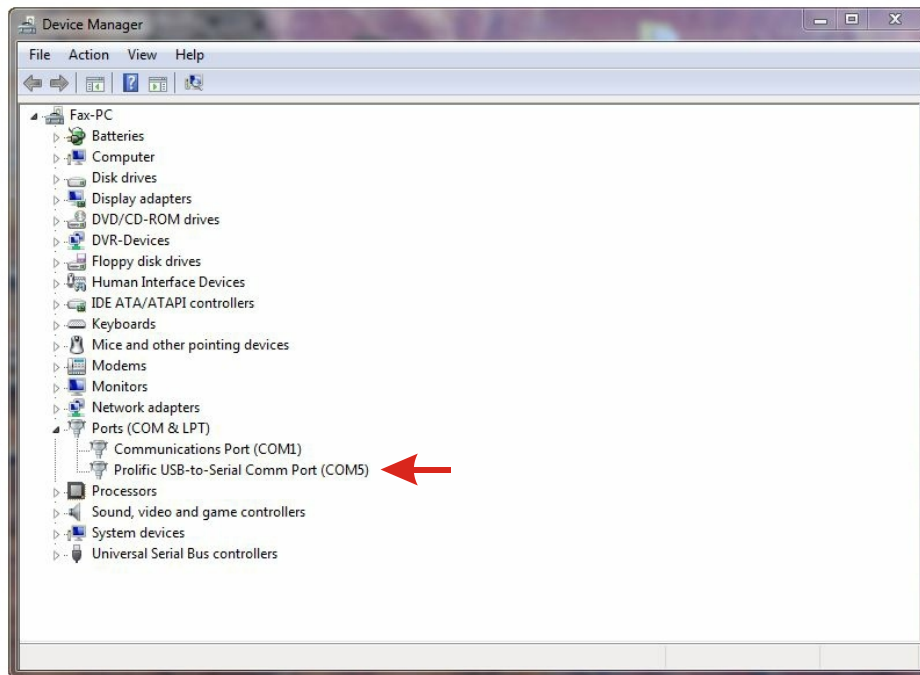 Device Manager
File Action View Help
Fax-PC
Batteries
Computer
Disk drives
Display adapters
DVD/CD-ROM drives
DVR-Devices
Floppy disk drives
Human Interface Devices
IDE ATA/ATAPI controllers
Keyboards
Mice and other pointing devices
Modems
Monitors
Network adapters
Ports (COM & LPT)
Communications Port (COM1)
Prolific USB-to-Serial Comm Port (COM5)
Processors
Sound, video and game controllers
System devices
Universal Serial Bus controllers